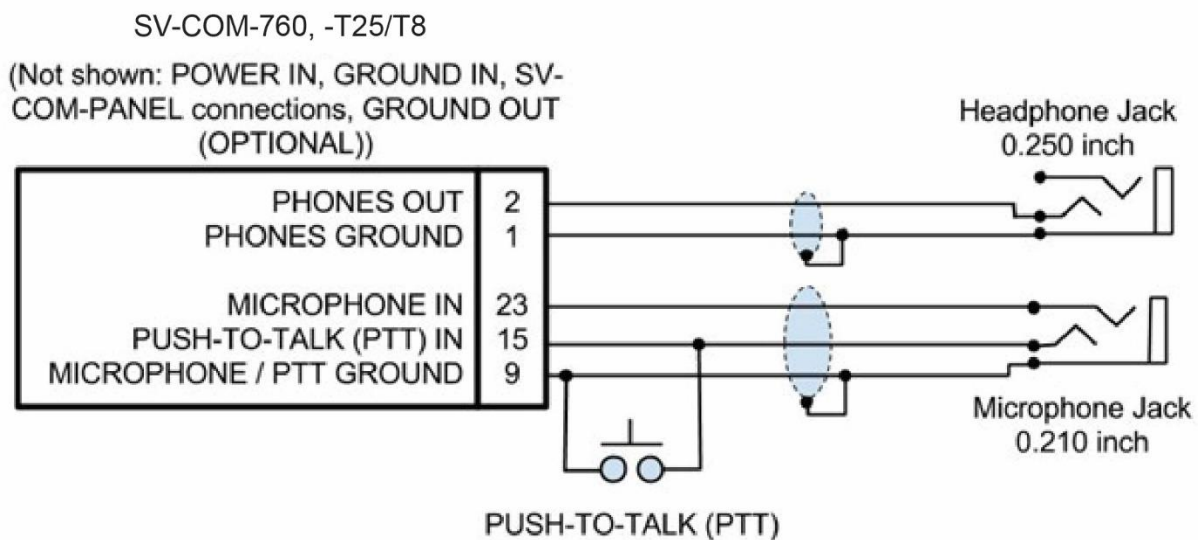 SV-COM-760, -T25/T8
(Not shown: POWER IN, GROUND IN, SV-
COM-PANEL connections, GROUND OUT
(OPTIONAL))
Headphone Jack
0.250 inch
PHONES OUT 2
PHONES GROUND 1
MICROPHONE IN 23
PUSH-TO-TALK (PTT) IN 15
MICROPHONE / PTT GROUND 9
Microphone Jack
0.210 inch
PUSH-TO-TALK (PTT)